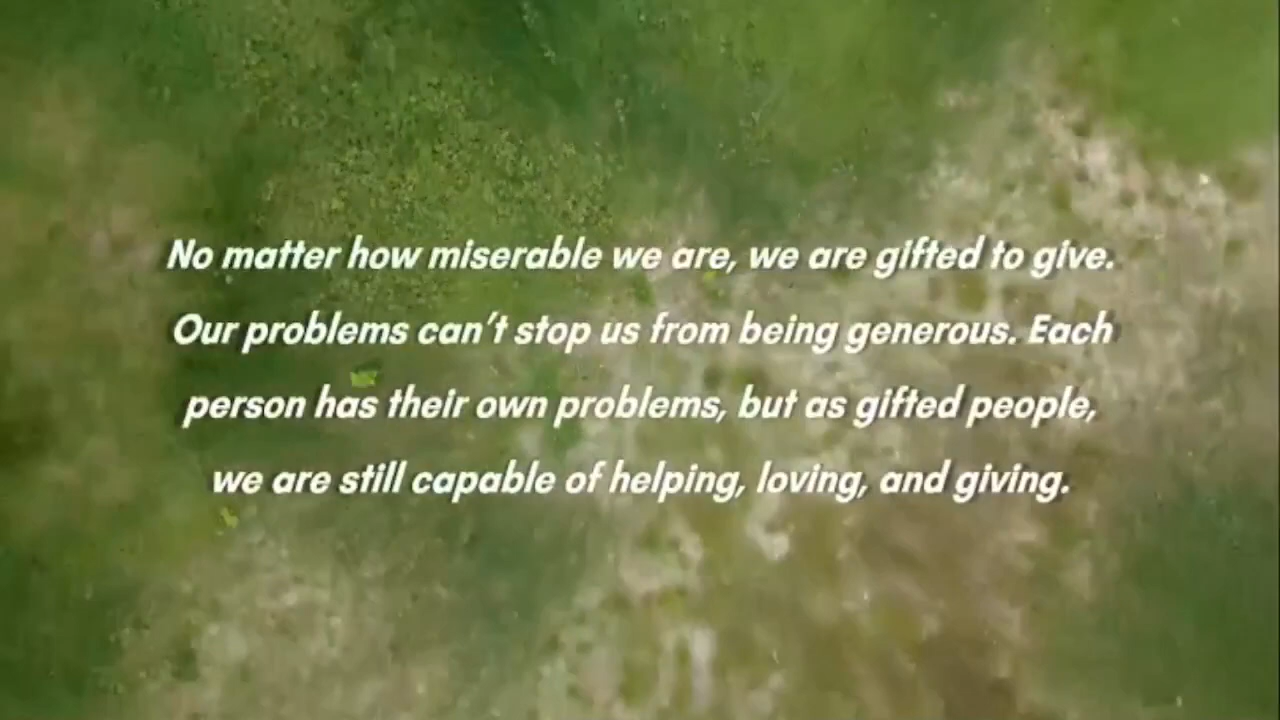 No matter how miserable we are, we are gifted to give.
Our problems can't stop us from being generous. Each
person has their own problems, but as gifted people,
we are still capable of helping, loving, and giving.